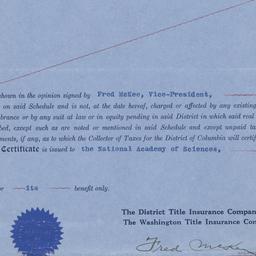 shown in the opinion signed by Fred McKee, Vice-President,
on said Schedule and is not, at the date hereof, charged or affected by any existing
brance or by any suit at law or in equity pending in said District in which said real
bed, except such as are noted or mentioned in said Schedule and except unpaid ta
ments, if any, as to which the Collector of Taxes for the District of Columbia will certif
Certificate is issued to the National Academy of Sciences,
r its benefit only.
The District Title Insurance Compan
The Washington Title Insurance Com
Fred McKee